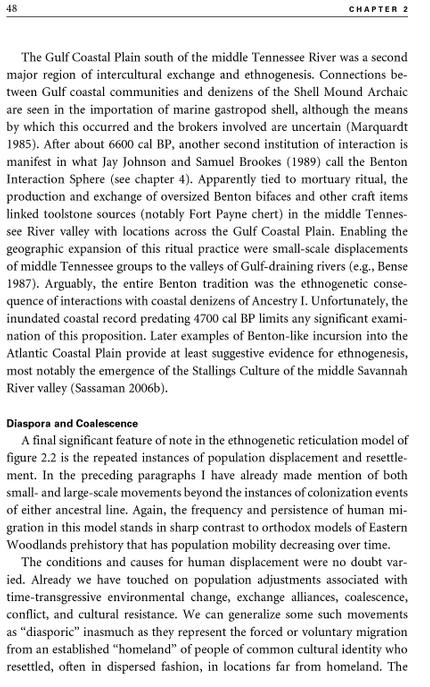 48 CHAPTER 2
The Gulf Coastal Plain south of the middle Tennessee River was a second
major region of intercultural exchange and ethnogenesis. Connections be-
tween Gulf coastal communities and denizens of the Shell Mound Archaic
are seen in the importation of marine gastropod shell, although the means
by which this occurred and the brokers involved are uncertain (Marquardt
1985). After about 6600 cal BP, another second institution of interaction is
manifest in what Jay Johnson and Samuel Brookes (1989) call the Benton
Interaction Sphere (see chapter 4). Apparently tied to mortuary ritual, the
production and exchange of oversized Benton bifaces and other craft items
linked toolstone sources (notably Fort Payne chert) in the middle Tennes-
see River valley with locations across the Gulf Coastal Plain. Enabling the
geographic expansion of this ritual practice were small-scale displacements
of middle Tennessee groups to the valleys of Gulf-draining rivers (e.g., Bense
1987). Arguably, the entire Benton tradition was the ethnogenetic conse-
quence of interactions with coastal denizens of Ancestry I. Unfortunately, the
inundated coastal record predating 4700 cal BP limits any significant exami-
nation of this proposition. Later examples of Benton-like incursion into the
Atlantic Coastal Plain provide at least suggestive evidence for ethnogenesis,
most notably the emergence of the Stallings Culture of the middle Savannah
River valley (Sassaman 2006b).
Diaspora and Coalescence
A final significant feature of note in the ethnogenetic reticulation model of
figure 2.2 is the repeated instances of population displacement and resettle-
ment. In the preceding paragraphs I have already made mention of both
small- and large-scale movements beyond the instances of colonization events
of either ancestral line. Again, the frequency and persistence of human mi-
gration in this model stands in sharp contrast to orthodox models of Eastern
Woodlands prehistory that has population mobility decreasing over time.
The conditions and causes for human displacement were no doubt var-
ied. Already we have touched on population adjustments associated with
time-transgressive environmental change, exchange alliances, coalescence,
conflict, and cultural resistance. We can generalize some such movements
as “diasporic” inasmuch as they represent the forced or voluntary migration
from an established “homeland” of people of common cultural identity who
resettled, often in dispersed fashion, in locations far from homeland. The